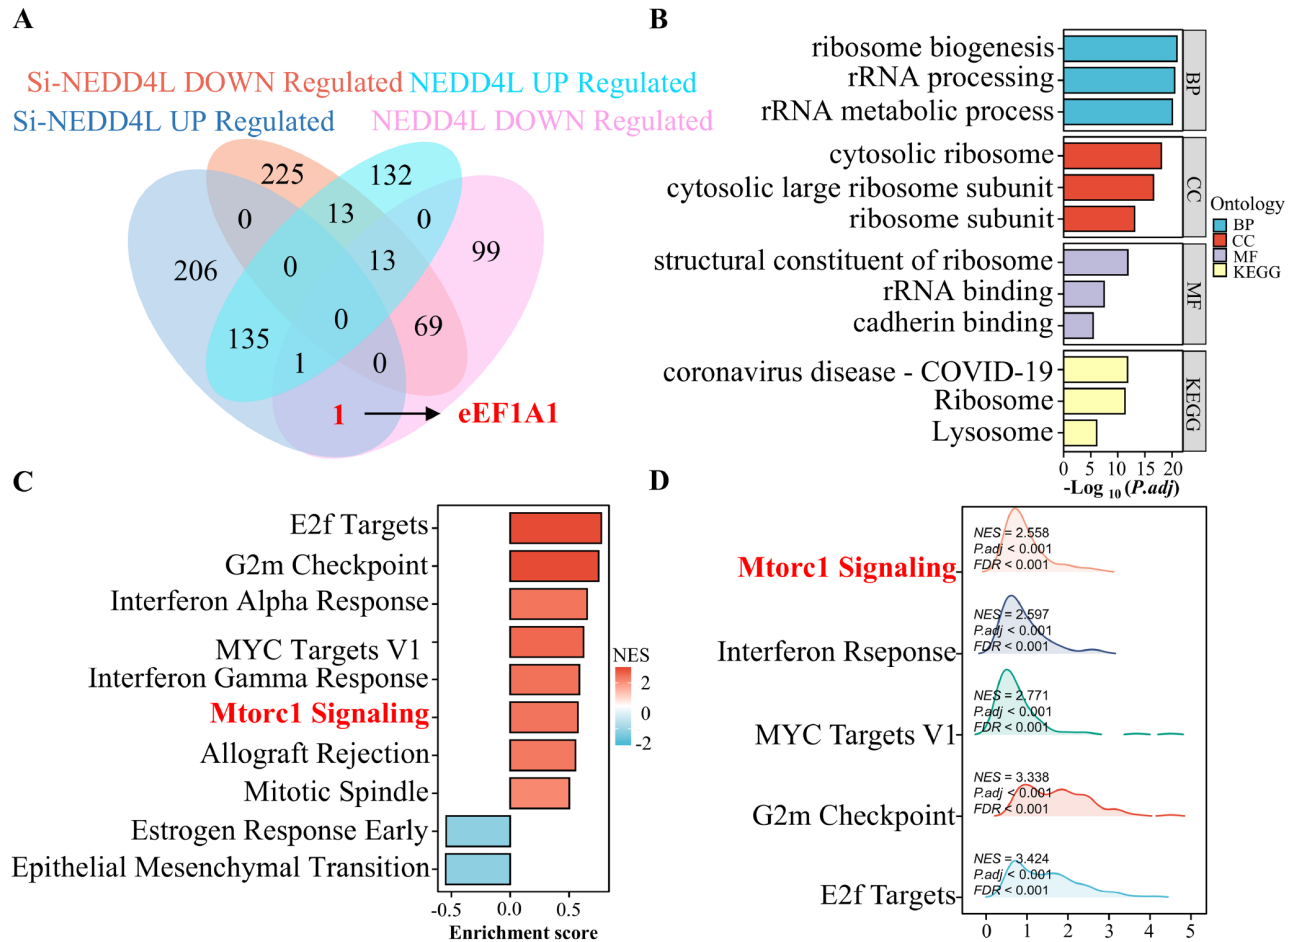 A
Si-NEDD4L DOWN Regulated NEDD4L UP Regulated
Si-NEDD4L UP Regulated NEDD4L DOWN Regulated
225
132
0
13
0
206
0
13
99
135
0
69
1
0
1
eEF1A1
B
ribosome biogenesis
rRNA processing
rRNA metabolic process
BP
cytosolic ribosome
cytosolic large ribosome subunit
ribosome subunit
CC
structural constituent of ribosome
rRNA binding
cadherin binding
MF
coronavirus disease - COVID-19
Ribosome
Lysosome
KEGG
0 5 10 15 20
-Log 10 (P.adj)
Ontology
BP
CC
MF
KEGG
C
E2f Targets
G2m Checkpoint
Interferon Alpha Response
MYC Targets V1
Interferon Gamma Response
Mtorc1 Signaling
Allograft Rejection
Mitotic Spindle
Estrogen Response Early
Epithelial Mesenchymal Transition
-0.5 0.0 0.5
Enrichment score
NES
2
0
-2
D
NES = 2.558
P.adj < 0.001
FDR < 0.001
Mtorc1 Signaling
NES = 2.597
P.adj < 0.001
FDR < 0.001
Interferon Rseponse
NES = 2.771
P.adj < 0.001
FDR < 0.001
MYC Targets V1
NES = 3.338
P.adj < 0.001
FDR < 0.001
G2m Checkpoint
NES = 3.424
P.adj < 0.001
FDR < 0.001
E2f Targets
0 1 2 3 4 5